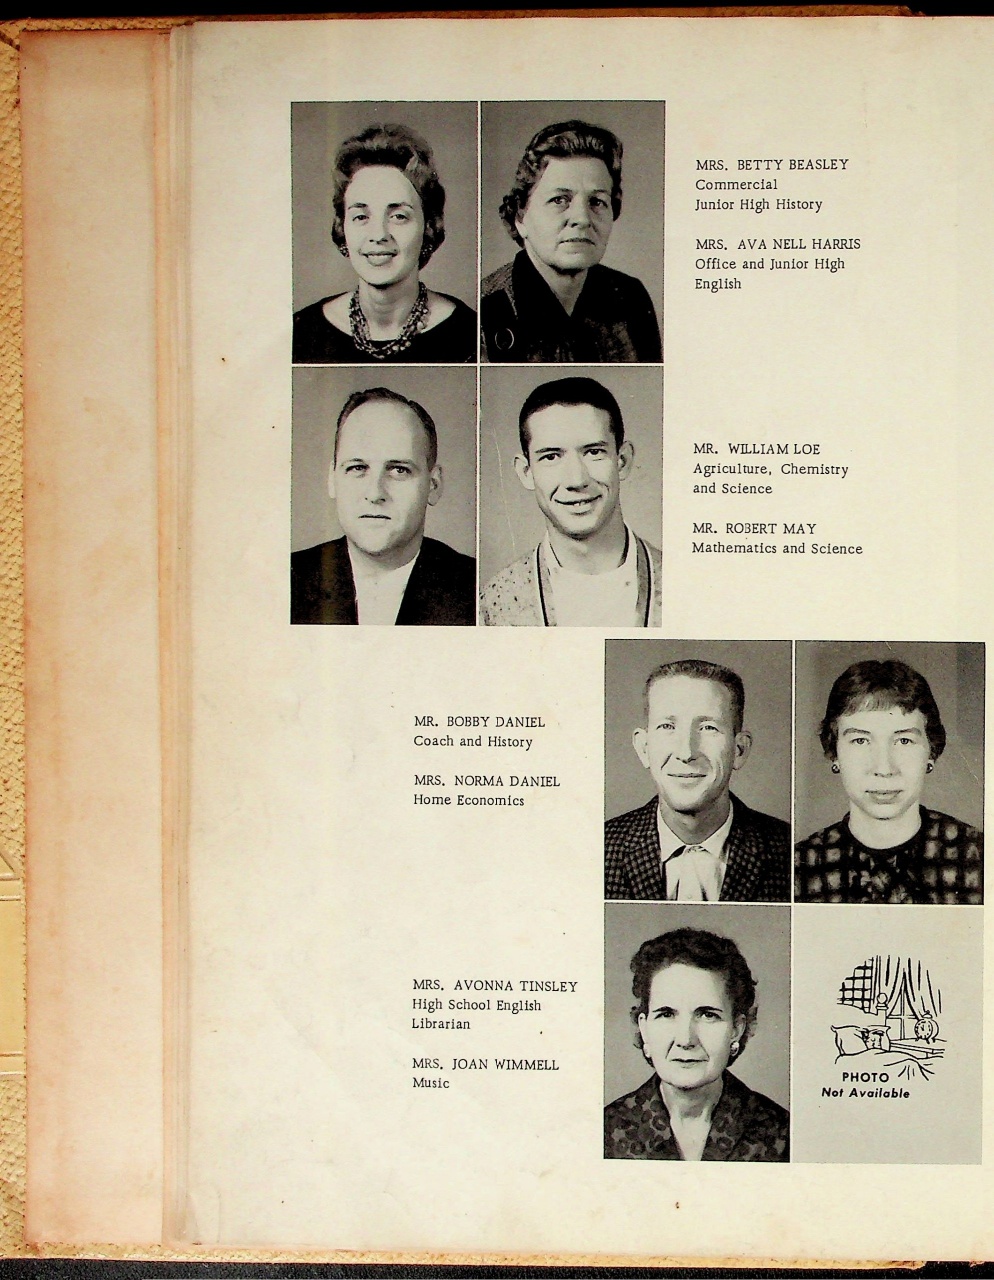 MRS. BETTY BEASLEY
Commercial
Junior High History
MRS. AVA NELL HARRIS
Office and Junior High
English
MR. WILLIAM LOE
Agriculture, Chemistry
and Science
MR. ROBERT MAY
Mathematics and Science
MR. BOBBY DANIEL
Coach and History
MRS. NORMA DANIEL
Home Economics
MRS. AVONNA TINSLEY
High School English
Librarian
MRS. JOAN WIMMELL
Music
PHOTO
Not Available